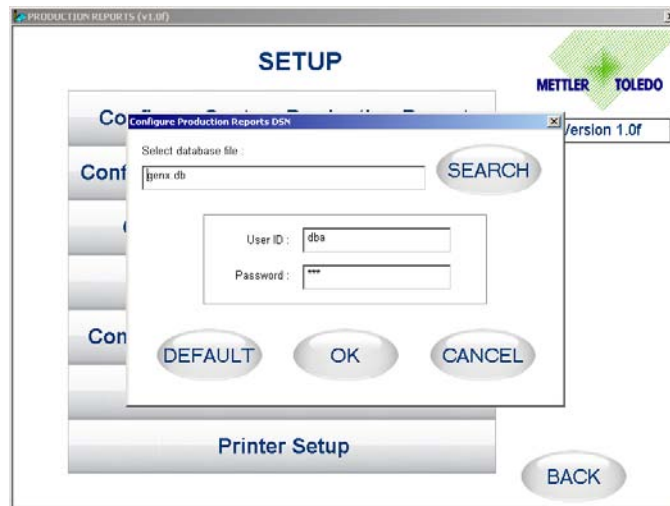 PRODUCTION REPORTS (v1.0f)
SETUP
METTLER TOLEDO
Version 1.0f
Configure Production Reports DSN
Select database file :
genx.db
SEARCH
User ID :
dba
Password :
***
DEFAULT
OK
CANCEL
Printer Setup
BACK